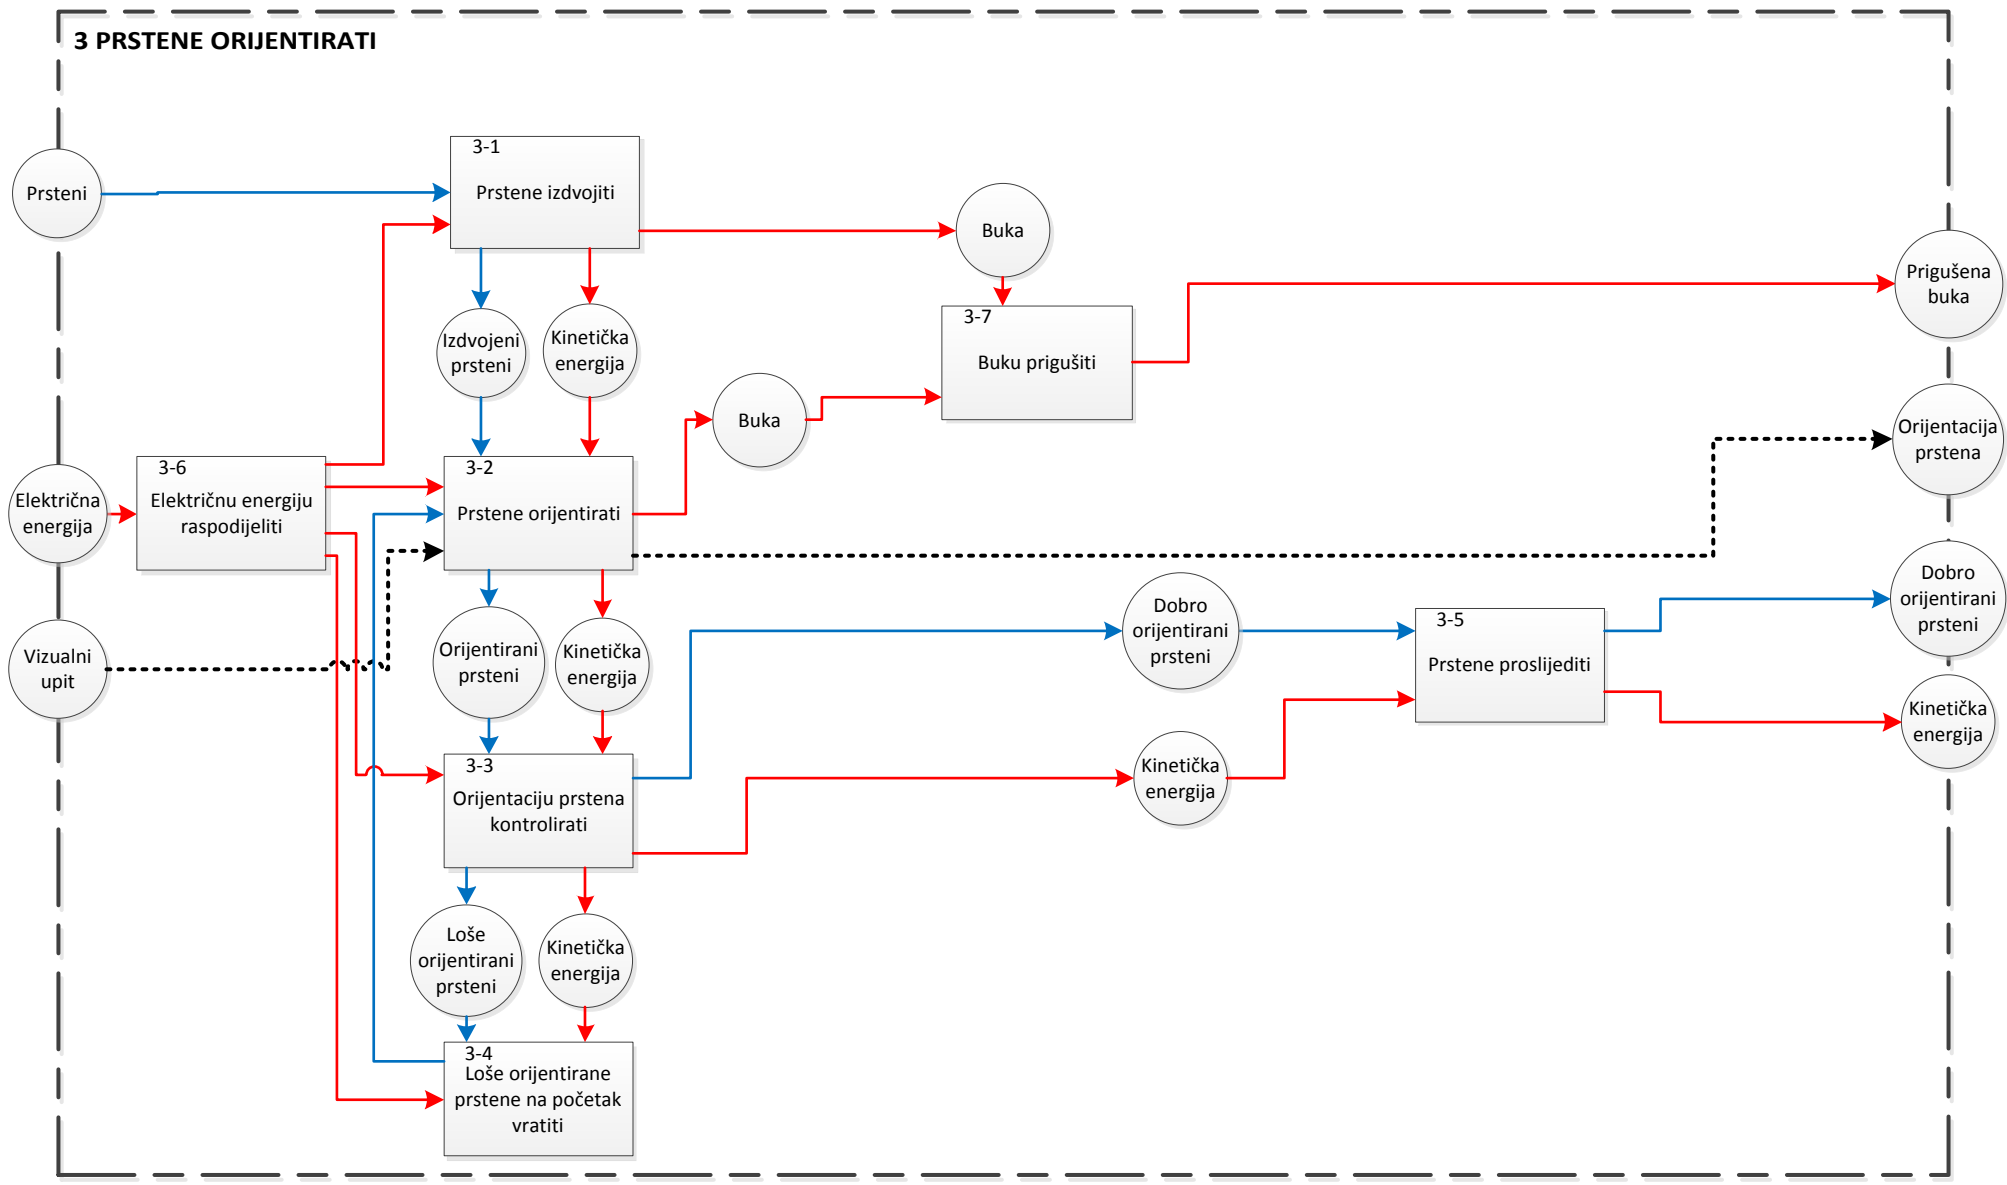 3 PRSTENE ORIJENTIRATI
Prsteni
3-1
Prstene izdvojiti
Buka
Prigušena
buka
Izdvojeni
prsteni
Kinetička
energija
3-7
Buku prigušiti
Buka
Orijentacija
prstena
Električna
energija
3-6
Električnu energiju
raspodijeliti
3-2
Prstene orijentirati
Vizualni
upit
Orijentirani
prsteni
Kinetička
energija
Dobro
orijentirani
prsteni
3-5
Prstene proslijediti
Dobro
orijentirani
prsteni
Kinetička
energija
3-3
Orijentaciju prstena
kontrolirati
Kinetička
energija
Loše
orijentirani
prsteni
Kinetička
energija
3-4
Loše orijentirane
prstene na početak
vratiti